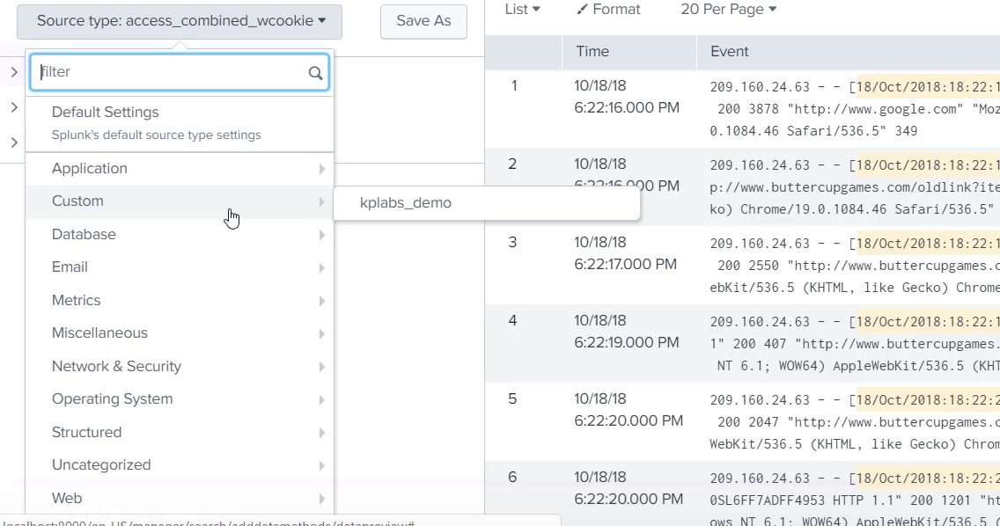 Source type: access_combined_wcookie
Save As
filter
Default Settings
Splunk's default source type settings
Application
Custom
kplabs_demo
Database
Email
Metrics
Miscellaneous
Network & Security
Operating System
Structured
Uncategorized
Web
localhost:8000/en-US/manager/search/adddatamethods/datapreview#
List
Format
20 Per Page
Time
Event
1
10/18/18
6:22:16.000 PM
209.160.24.63 - - [18/Oct/2018:18:22:1
200 3878 "http://www.google.com" "Moz
0.1084.46 Safari/536.5" 349
2
10/18/18
6:22:16.000 PM
209.160.24.63 - - [18/Oct/2018:18:22:1
p://www.buttercupgames.com/oldlink?ite
ko) Chrome/19.0.1084.46 Safari/536.5"
3
10/18/18
6:22:17.000 PM
209.160.24.63 - - [18/Oct/2018:18:22:1
200 2550 "http://www.buttercupgames.c
ebKit/536.5 (KHTML, like Gecko) Chrome
4
10/18/18
6:22:19.000 PM
209.160.24.63 - - [18/Oct/2018:18:22:1
1" 200 407 "http://www.buttercupgames.
NT 6.1; WOW64) AppleWebKit/536.5 (KHT
5
10/18/18
6:22:20.000 PM
209.160.24.63 - - [18/Oct/2018:18:22:2
200 2047 "http://www.buttercupgames.c
WebKit/536.5 (KHTML, like Gecko) Chrom
6
10/18/18
6:22:20.000 PM
209.160.24.63 - - [18/Oct/2018:18:22:2
0SL6FF7ADFF4953 HTTP 1.1" 200 1201 "ht
ows NT 6.1; WOW64) AppleWebKit/536.5 (